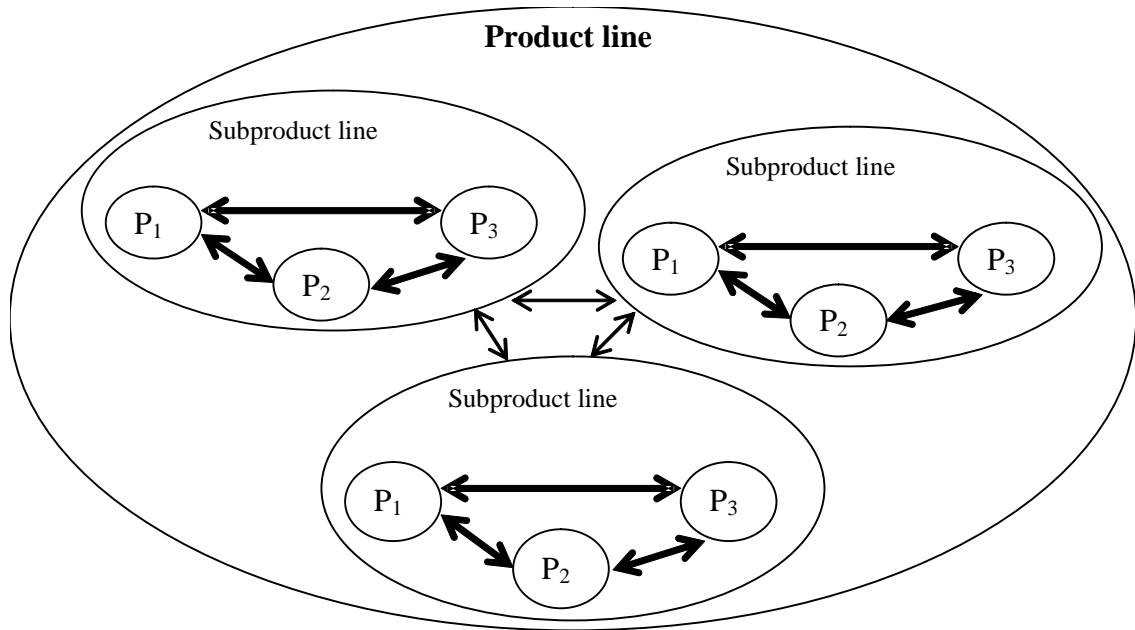 Product line
Subproduct line
P₁
P₃
P₂
Subproduct line
P₁
P₃
P₂
Subproduct line
P₁
P₃
P₂